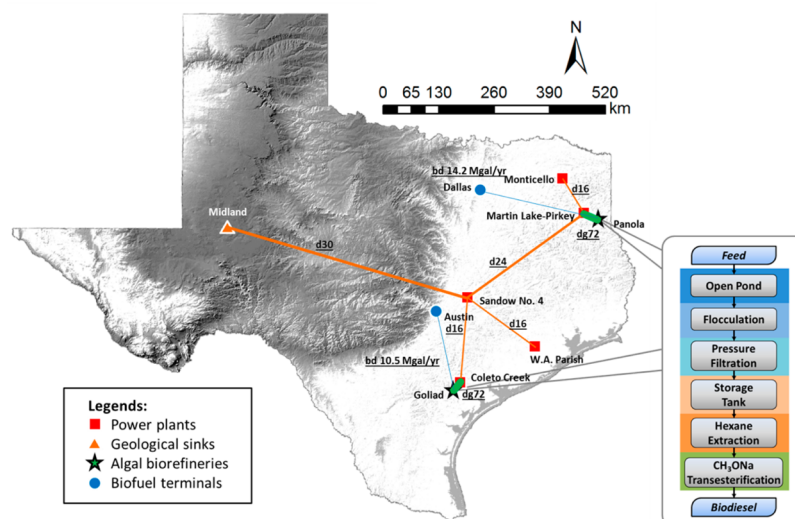 0 65 130 260 390 520
km
bd 14.2 Mgal/yr
Dallas
Monticello
d16
Martin Lake-Pirkey
Panola
dg72
Midland
d30
d24
Sandow No. 4
Austin
d16
d16
W.A. Parish
bd 10.5 Mgal/yr
Coleto Creek
Goliad
dg72
Legends:
Power plants
Geological sinks
Algal biorefineries
Biofuel terminals
N
Feed
Open Pond
Flocculation
Pressure
Filtration
Storage
Tank
Hexane
Extraction
CH₃ONa
Transesterification
Biodiesel